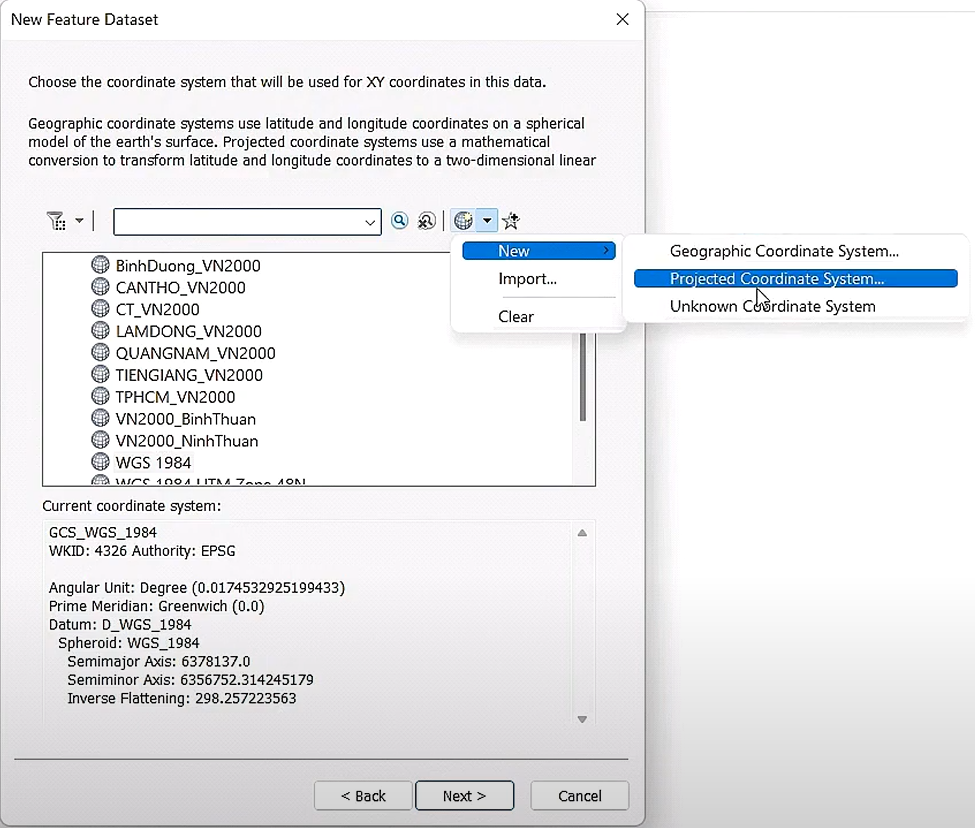 New Feature Dataset
Choose the coordinate system that will be used for XY coordinates in this data.
Geographic coordinate systems use latitude and longitude coordinates on a spherical
model of the earth's surface. Projected coordinate systems use a mathematical
conversion to transform latitude and longitude coordinates to a two-dimensional linear
New
Import...
Clear
Geographic Coordinate System...
Projected Coordinate System...
Unknown Coordinate System
BinhDuong_VN2000
CANTHO_VN2000
CT_VN2000
LAMDONG_VN2000
QUANGNAM_VN2000
TIENGIANG_VN2000
TPHCM_VN2000
VN2000_BinhThuan
VN2000_NinhThuan
WGS 1984
WGS 1984 UTM Zone 48N
Current coordinate system:
GCS_WGS_1984
WKID: 4326 Authority: EPSG
Angular Unit: Degree (0.0174532925199433)
Prime Meridian: Greenwich (0.0)
Datum: D_WGS_1984
Spheroid: WGS_1984
Semimajor Axis: 6378137.0
Semiminor Axis: 6356752.314245179
Inverse Flattening: 298.257223563
< Back
Next >
Cancel